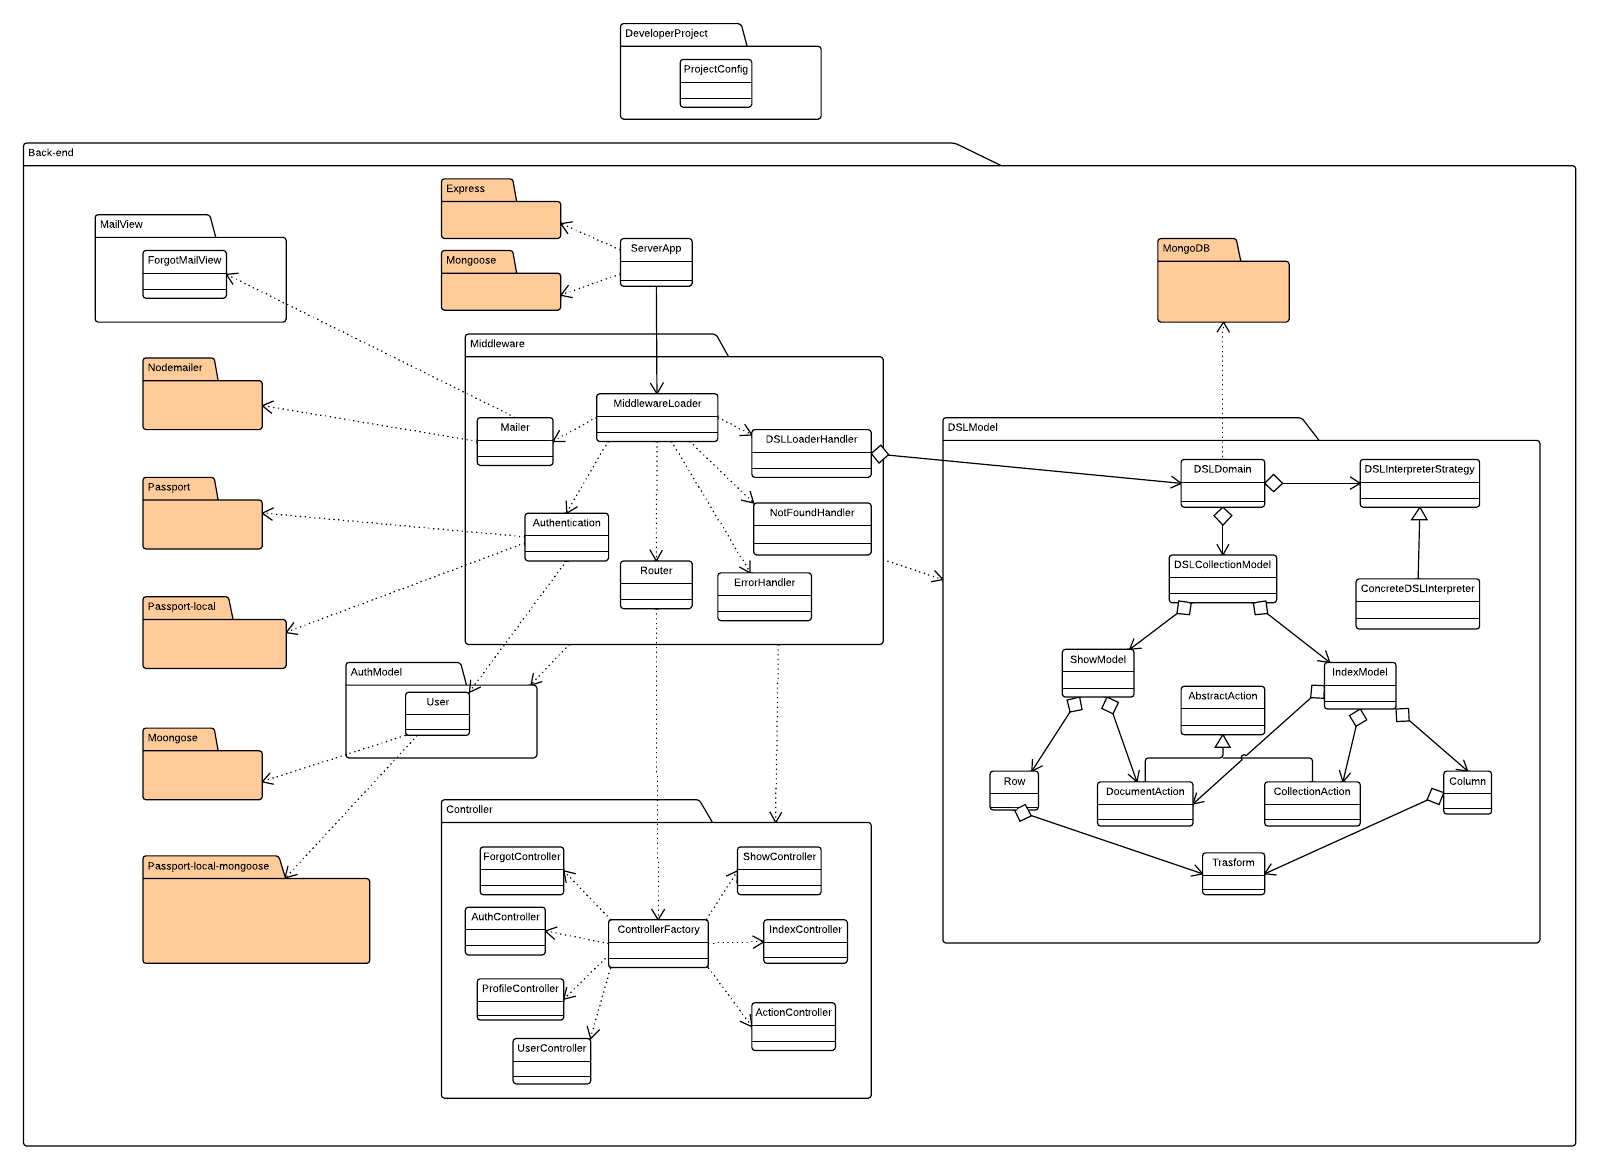 DeveloperProject
ProjectConfig
Back-end
Express
MailView
ServerApp
MongoDB
ForgotMailView
Mongoose
Middleware
Nodemailer
MiddlewareLoader
Mailer
DSLModel
DSLLoaderHandler
DSLDomain
DSLInterpreterStrategy
Passport
NotFoundHandler
Authentication
DSLCollectionModel
Router
ErrorHandler
ConcreteDSLInterpreter
Passport-local
ShowModel
AuthModel
IndexModel
User
AbstractAction
Moongose
Row
DocumentAction
CollectionAction
Column
Controller
ForgotController
ShowController
Passport-local-mongoose
Trasform
AuthController
ControllerFactory
IndexController
ProfileController
ActionController
UserController